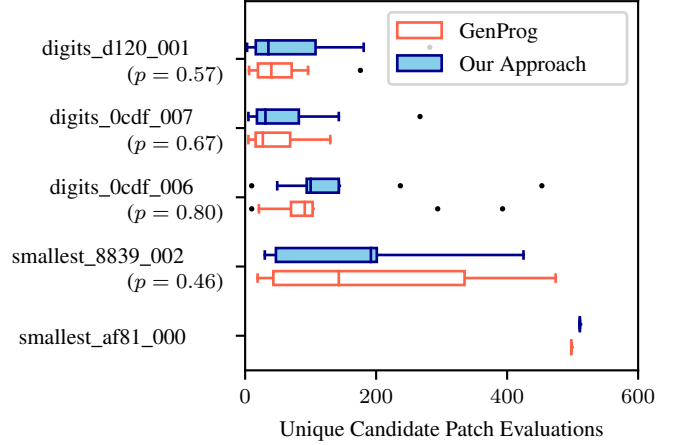 GenProg
Our Approach
digits_d120_001
(p = 0.57)
digits_0cdf_007
(p = 0.67)
digits_0cdf_006
(p = 0.80)
smallest_8839_002
(p = 0.46)
smallest_af81_000
0 200 400 600
Unique Candidate Patch Evaluations